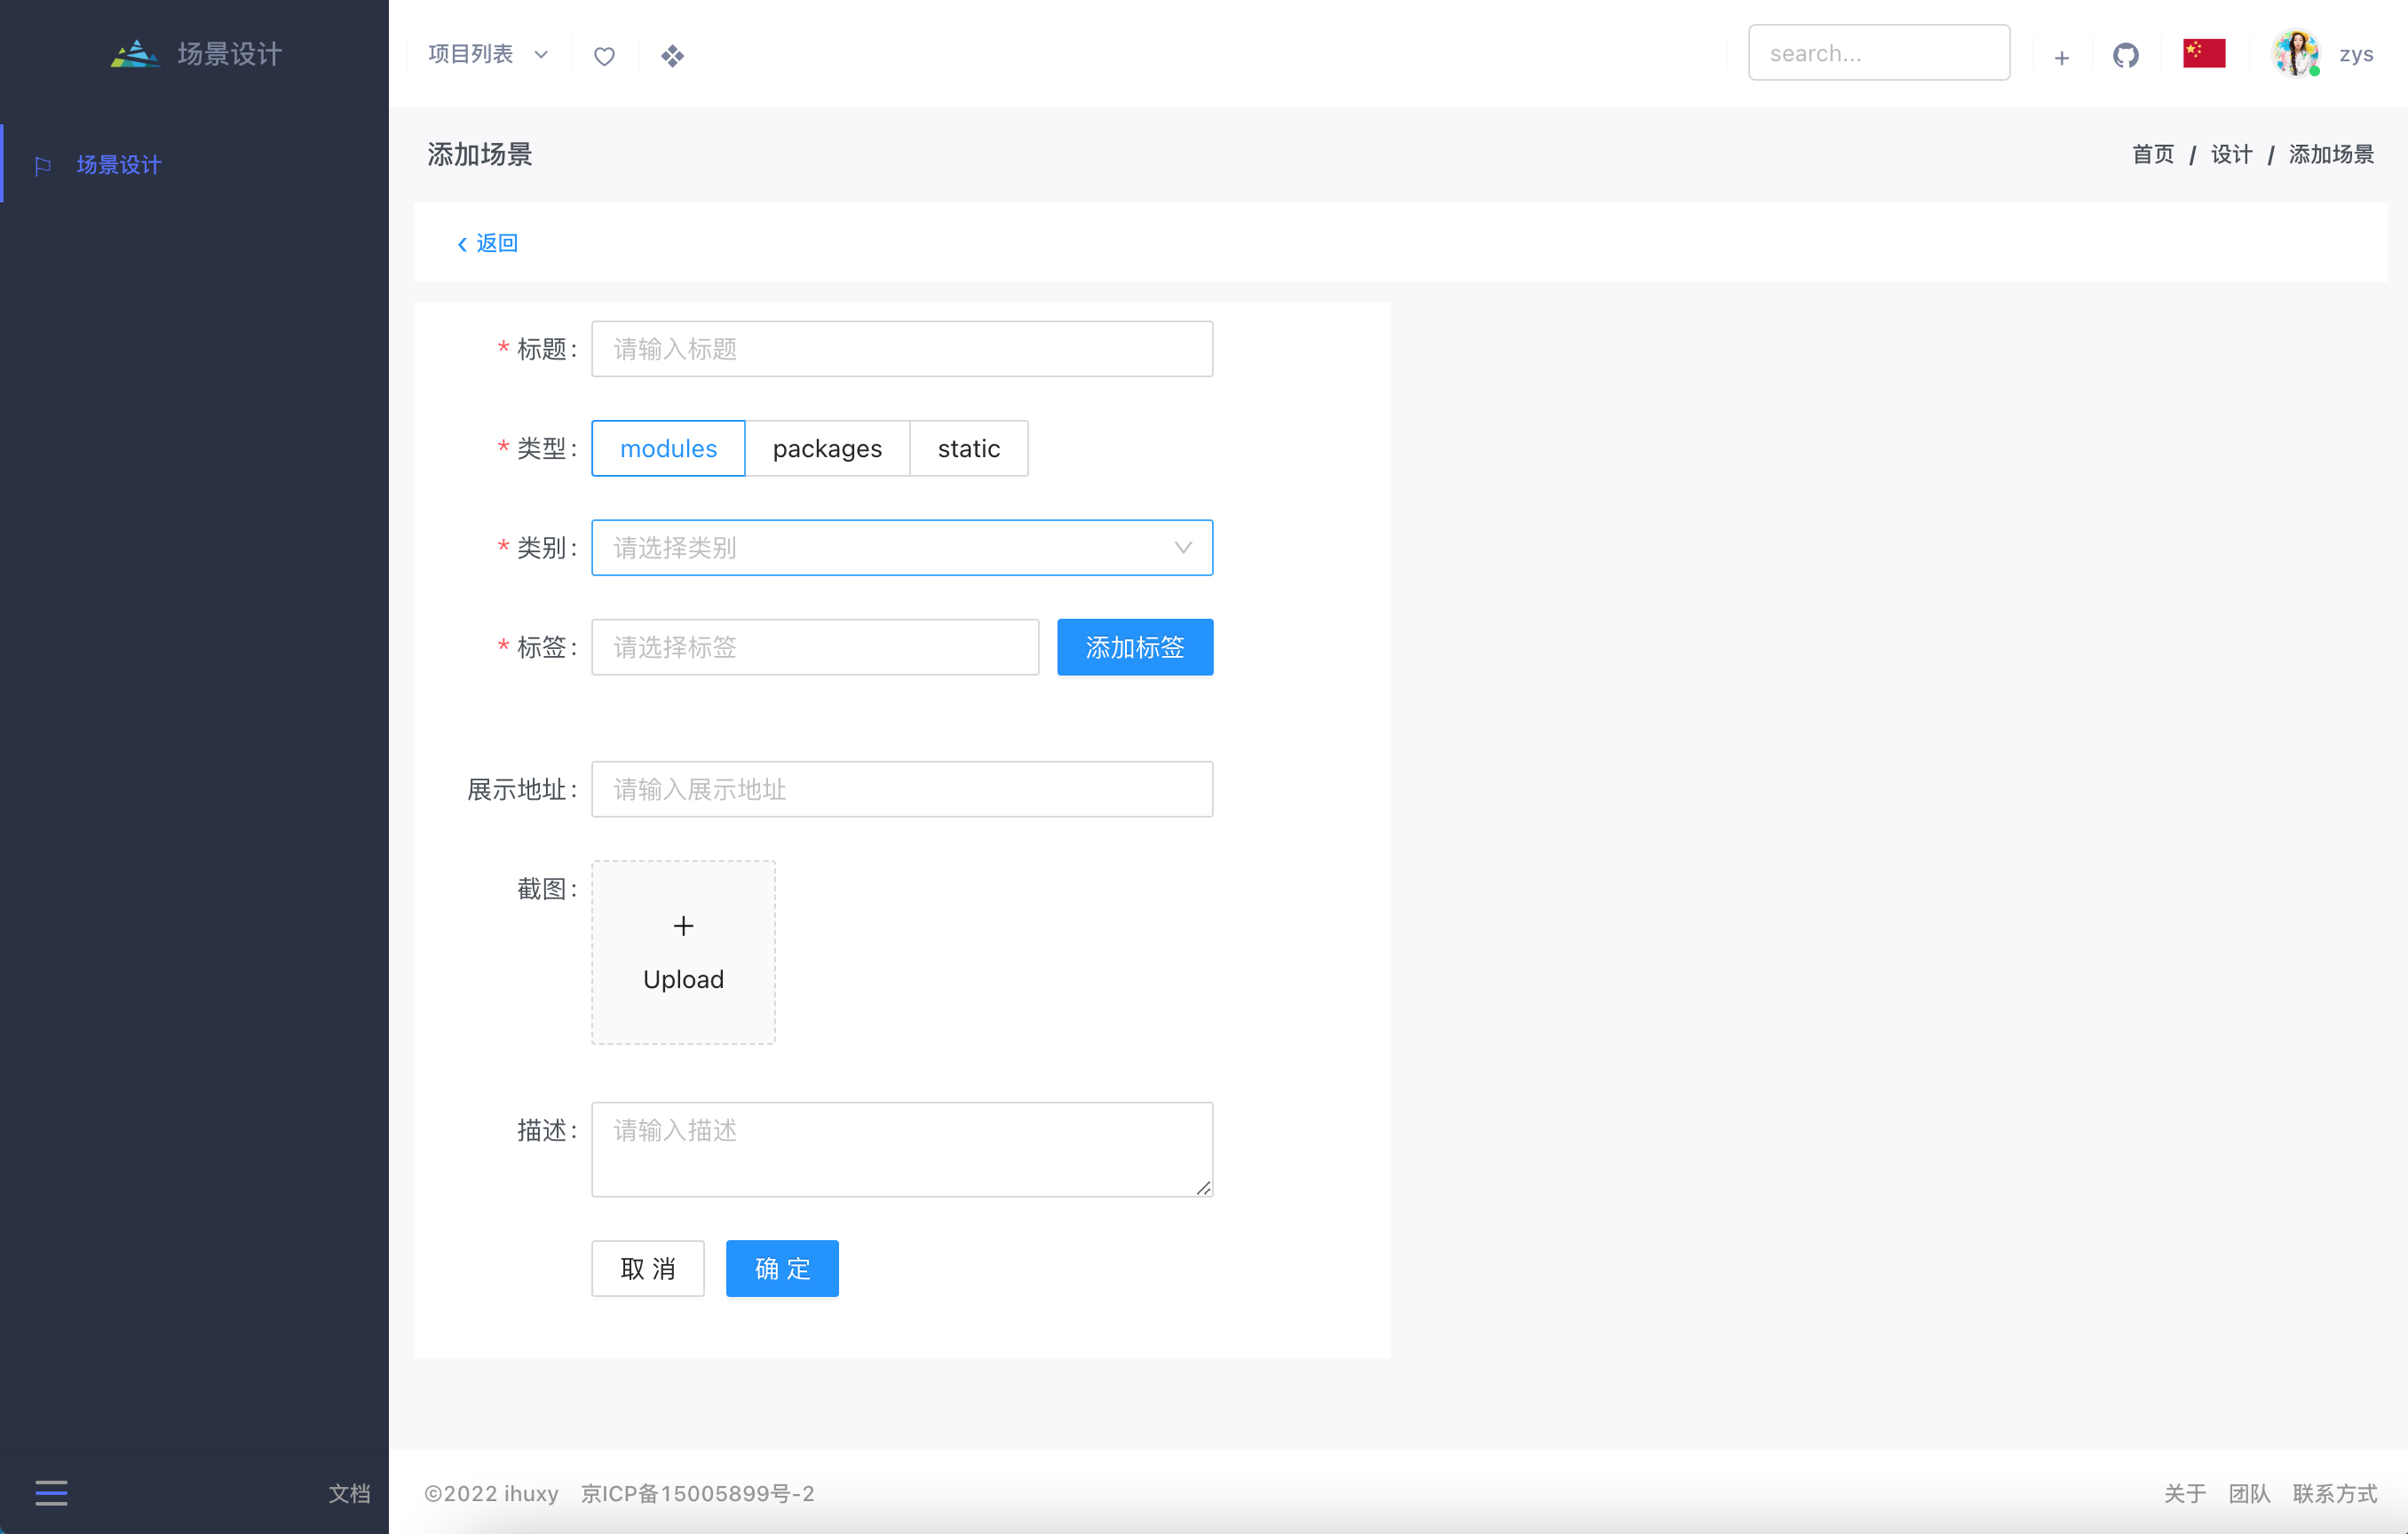 场景设计
项目列表
search...
zys
场景设计
添加场景
首页 / 设计 / 添加场景
返回
* 标题:
请输入标题
* 类型:
modules packages static
* 类别:
请选择类别
* 标签:
请选择标签
添加标签
展示地址:
请输入展示地址
截图:
+
Upload
描述:
请输入描述
取 消
确 定
文档
©2022 ihuxy 京ICP备15005899号-2
关于 团队 联系方式